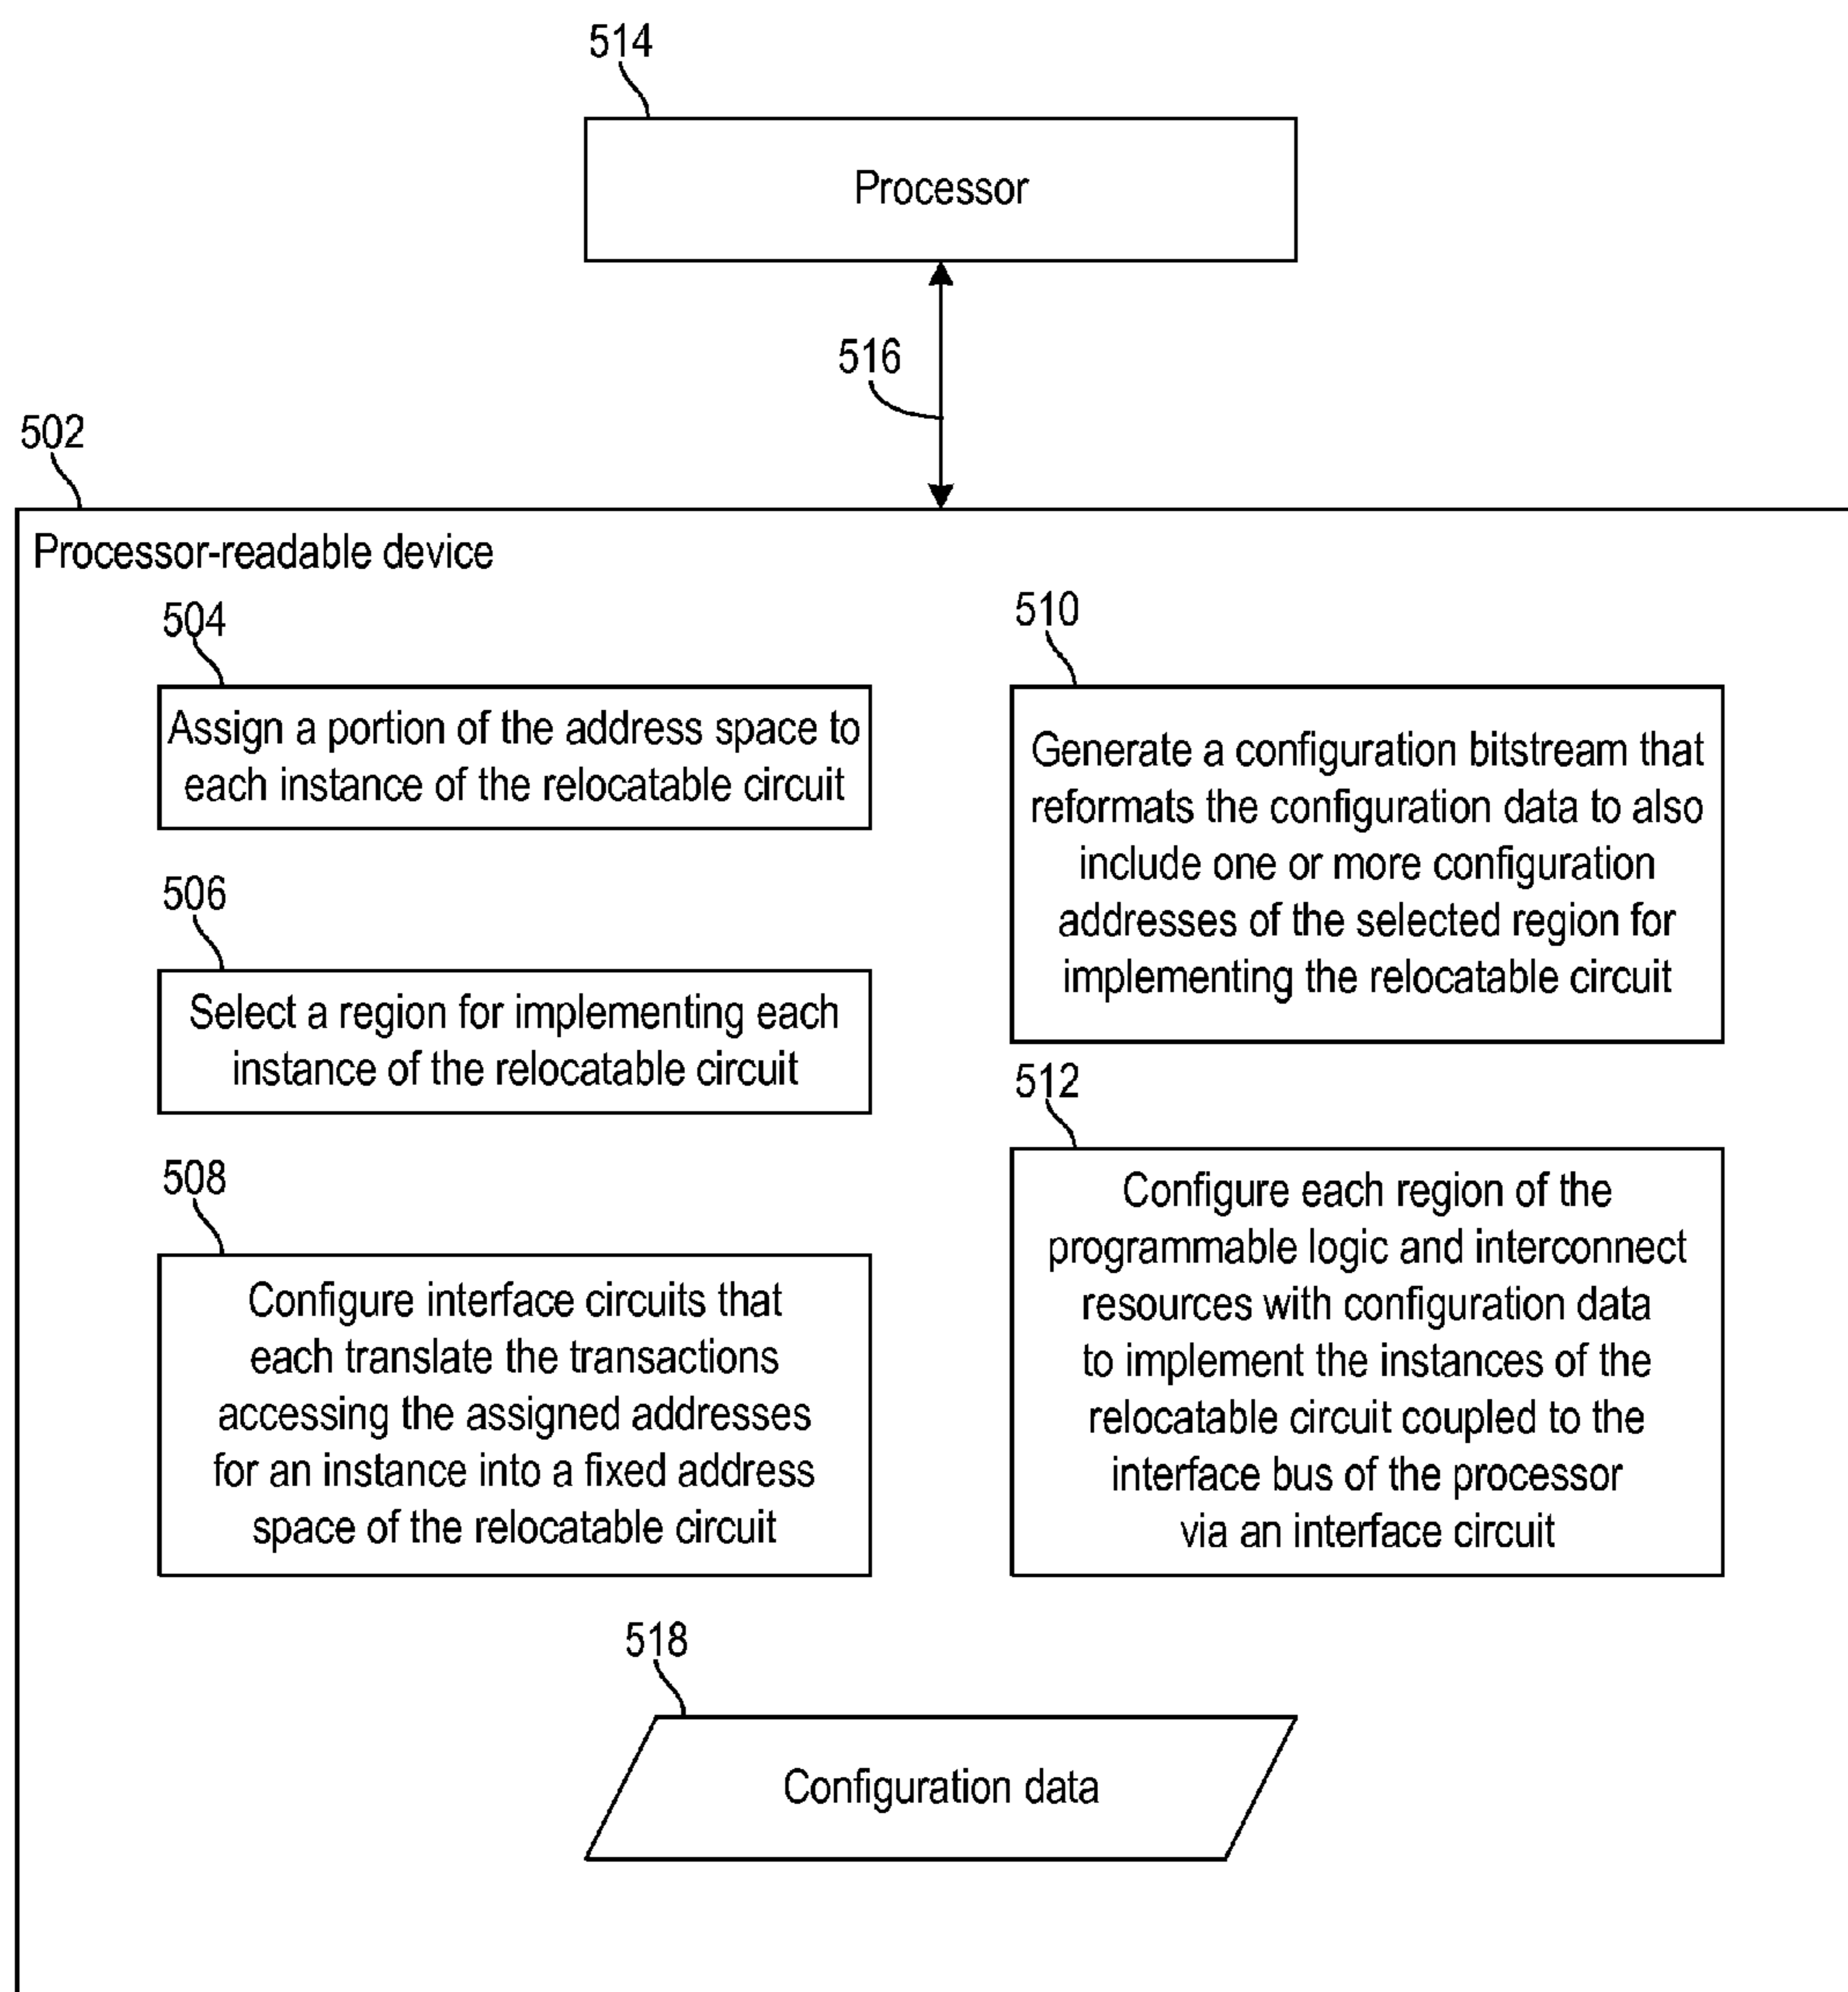 514
Processor
516
502
Processor-readable device
504
Assign a portion of the address space to
each instance of the relocatable circuit
506
Select a region for implementing each
instance of the relocatable circuit
508
Configure interface circuits that
each translate the transactions
accessing the assigned addresses
for an instance into a fixed address
space of the relocatable circuit
510
Generate a configuration bitstream that
reformats the configuration data to also
include one or more configuration
addresses of the selected region for
implementing the relocatable circuit
512
Configure each region of the
programmable logic and interconnect
resources with configuration data
to implement the instances of the
relocatable circuit coupled to the
interface bus of the processor
via an interface circuit
518
Configuration data